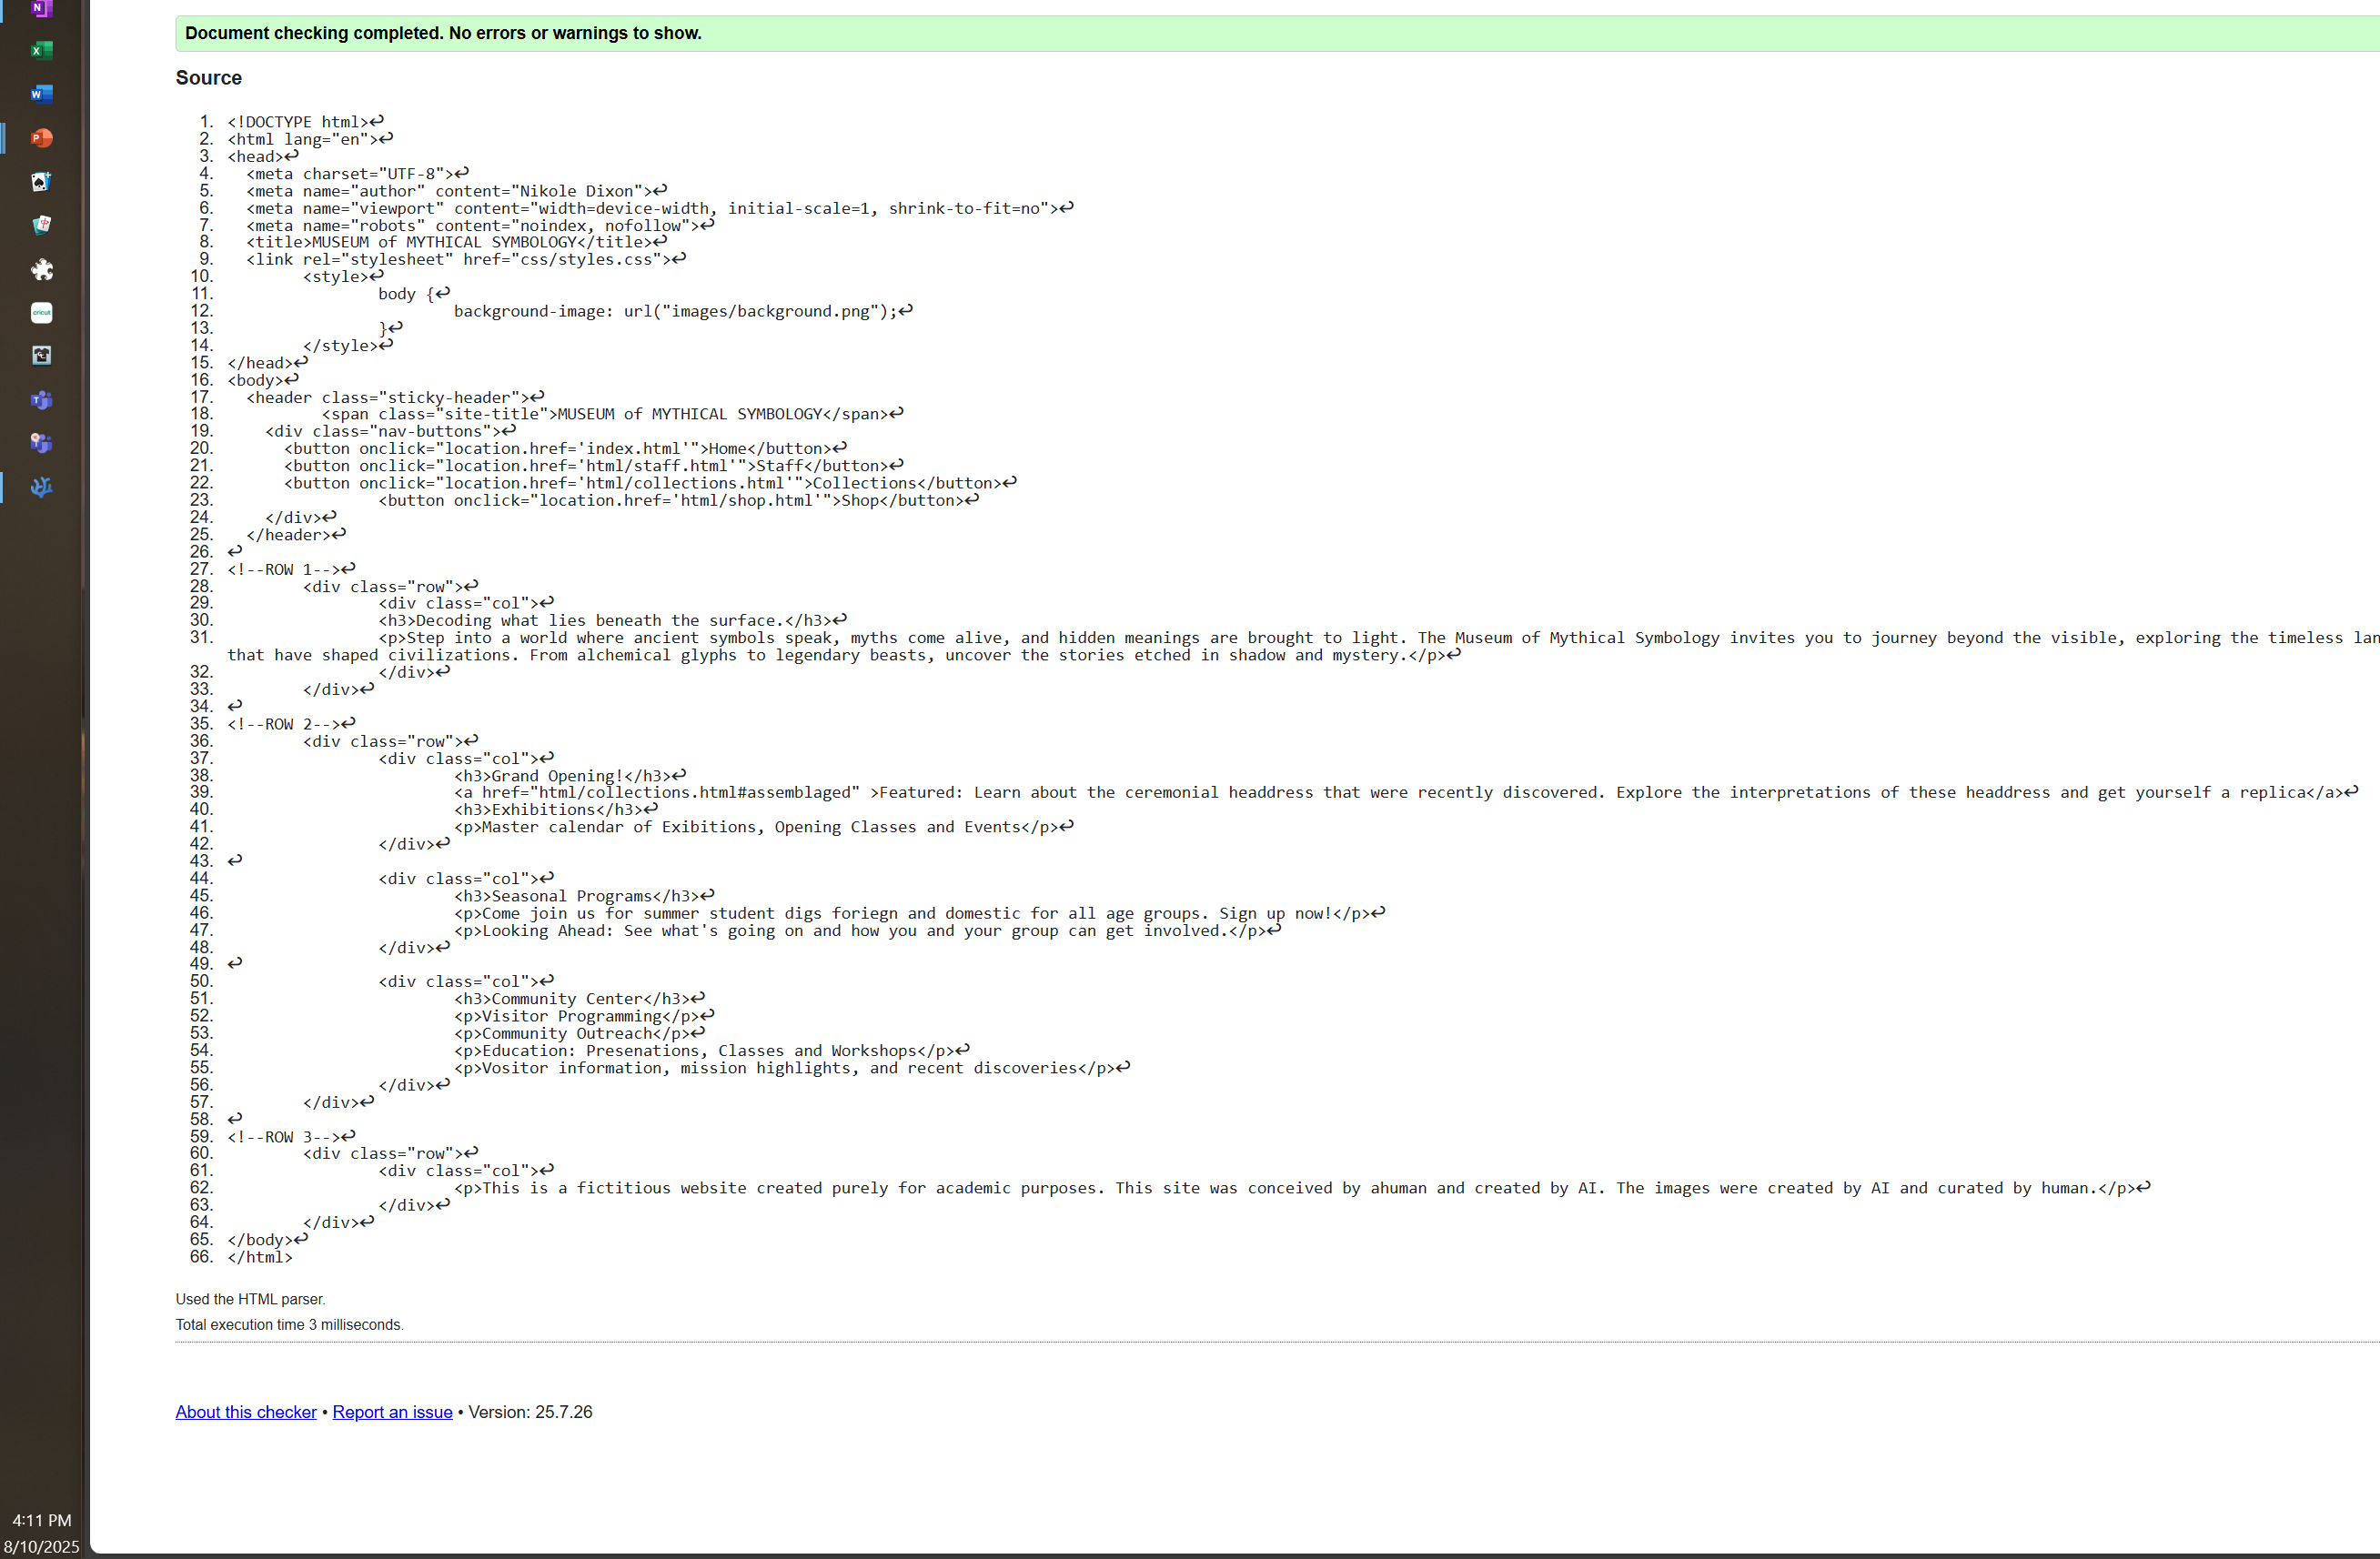 Document checking completed. No errors or warnings to show.
Source
1. <!DOCTYPE html>↩
2. <html lang="en">↩
3. <head>↩
4. <meta charset="UTF-8">↩
5. <meta name="author" content="Nikole Dixon">↩
6. <meta name="viewport" content="width=device-width, initial-scale=1, shrink-to-fit=no">↩
7. <meta name="robots" content="noindex, nofollow">↩
8. <title>MUSEUM of MYTHICAL SYMBOLOGY</title>↩
9. <link rel="stylesheet" href="css/styles.css">↩
10. <style>↩
11. body {↩
12. background-image: url("images/background.png");↩
13. }↩
14. </style>↩
15. </head>↩
16. <body>↩
17. <header class="sticky-header">↩
18. <span class="site-title">MUSEUM of MYTHICAL SYMBOLOGY</span>↩
19. <div class="nav-buttons">↩
20. <button onclick="location.href='index.html'">Home</button>↩
21. <button onclick="location.href='html/staff.html'">Staff</button>↩
22. <button onclick="location.href='html/collections.html'">Collections</button>↩
23. <button onclick="location.href='html/shop.html'">Shop</button>↩
24. </div>↩
25. </header>↩
26. ↩
27. <!--ROW 1-->↩
28. <div class="row">↩
29. <div class="col">↩
30. <h3>Decoding what lies beneath the surface.</h3>↩
31. <p>Step into a world where ancient symbols speak, myths come alive, and hidden meanings are brought to light. The Museum of Mythical Symbology invites you to journey beyond the visible, exploring the timeless lan
that have shaped civilizations. From alchemical glyphs to legendary beasts, uncover the stories etched in shadow and mystery.</p>↩
32. </div>↩
33. </div>↩
34. ↩
35. <!--ROW 2-->↩
36. <div class="row">↩
37. <div class="col">↩
38. <h3>Grand Opening!</h3>↩
39. <a href="html/collections.html#assemblaged" >Featured: Learn about the ceremonial headdress that were recently discovered. Explore the interpretations of these headdress and get yourself a replica</a>↩
40. <h3>Exhibitions</h3>↩
41. <p>Master calendar of Exibitions, Opening Classes and Events</p>↩
42. </div>↩
43. ↩
44. <div class="col">↩
45. <h3>Seasonal Programs</h3>↩
46. <p>Come join us for summer student digs foriegn and domestic for all age groups. Sign up now!</p>↩
47. <p>Looking Ahead: See what's going on and how you and your group can get involved.</p>↩
48. </div>↩
49. ↩
50. <div class="col">↩
51. <h3>Community Center</h3>↩
52. <p>Visitor Programming</p>↩
53. <p>Community Outreach</p>↩
54. <p>Education: Presenations, Classes and Workshops</p>↩
55. <p>Vositor information, mission highlights, and recent discoveries</p>↩
56. </div>↩
57. </div>↩
58. ↩
59. <!--ROW 3-->↩
60. <div class="row">↩
61. <div class="col">↩
62. <p>This is a fictitious website created purely for academic purposes. This site was conceived by ahuman and created by AI. The images were created by AI and curated by human.</p>↩
63. </div>↩
64. </div>↩
65. </body>↩
66. </html>
Used the HTML parser.
Total execution time 3 milliseconds.
About this checker • Report an issue • Version: 25.7.26
N
X
W
P
cricut
T
4:11 PM
8/10/2025